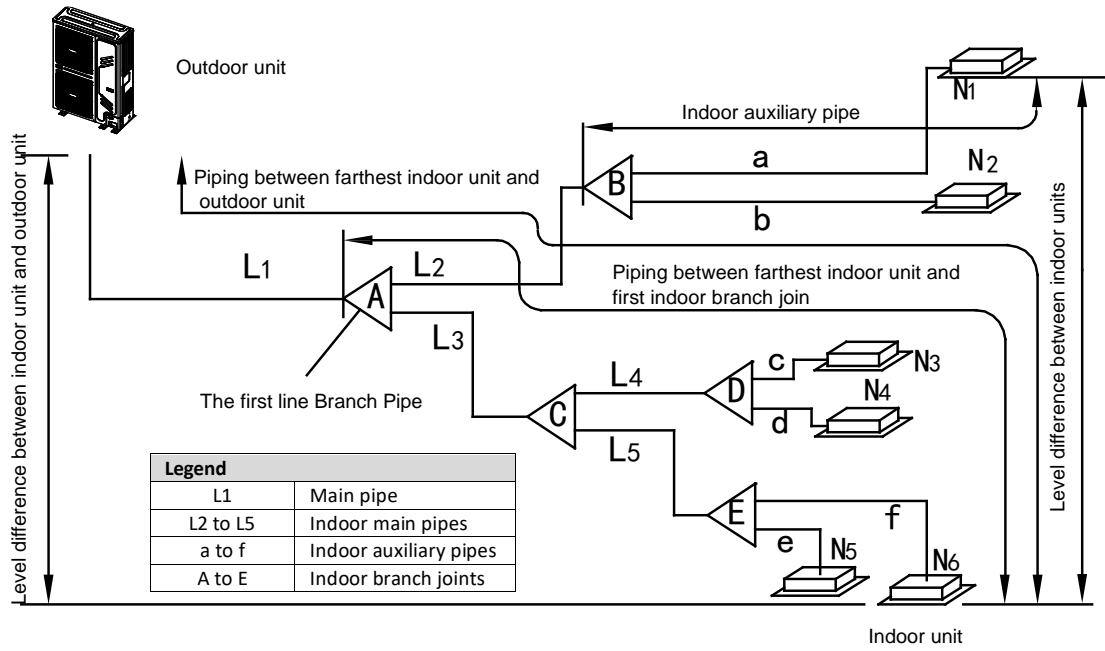 Outdoor unit
N1
Indoor auxiliary pipe
a
N2
B
b
Piping between farthest indoor unit and
outdoor unit
L1
L2
A
Piping between farthest indoor unit and
first indoor branch join
L3
c
N3
L4
D
N4
The first line Branch Pipe
C
d
L5
Legend
L1 Main pipe
L2 to L5 Indoor main pipes
a to f Indoor auxiliary pipes
A to E Indoor branch joints
E
f
e
N5
N6
Indoor unit
Level difference between indoor unit and outdoor unit
Level difference between indoor units